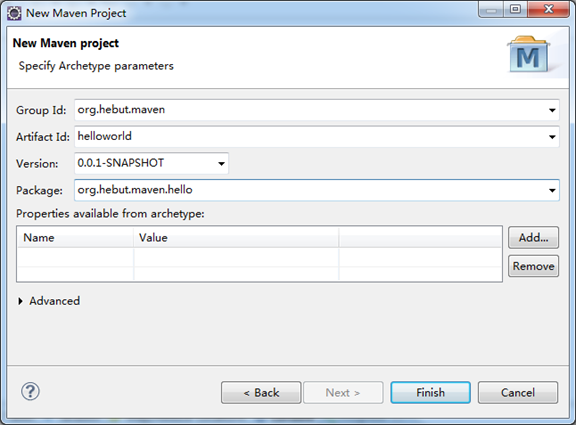 New Maven Project
New Maven project
Specify Archetype parameters
M
Group Id: org.hebut.maven
Artifact Id: helloworld
Version: 0.0.1-SNAPSHOT
Package: org.hebut.maven.hello
Properties available from archetype:
Name Value
Add...
Remove
Advanced
? < Back Next > Finish Cancel